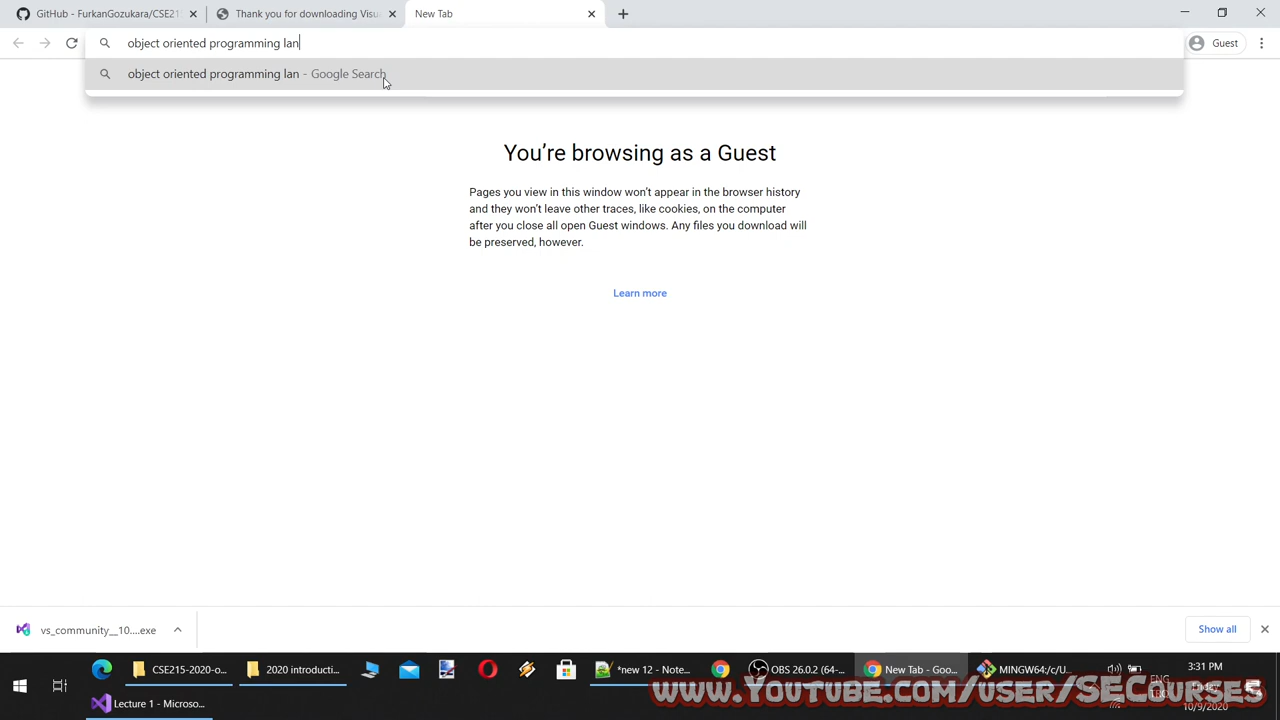 GitHub - FurkanGozukara/CSE21
Thank you for downloading Visu
New Tab
object oriented programming lan
Guest
object oriented programming lan - Google Search
You're browsing as a Guest
Pages you view in this window won't appear in the browser history
and they won't leave other traces, like cookies, on the computer
after you close all open Guest windows. Any files you download will
be preserved, however.
Learn more
vs_community__10....exe
Show all
CSE215-2020-o...
2020 introducti...
*new 12 - Note...
OBS 26.0.2 (64-...
New Tab - Goo...
MINGW64:/c/U...
ENG
3:31 PM
Friday
10/9/2020
Lecture 1 - Microso...
www.Youtube.com/user/SECourses